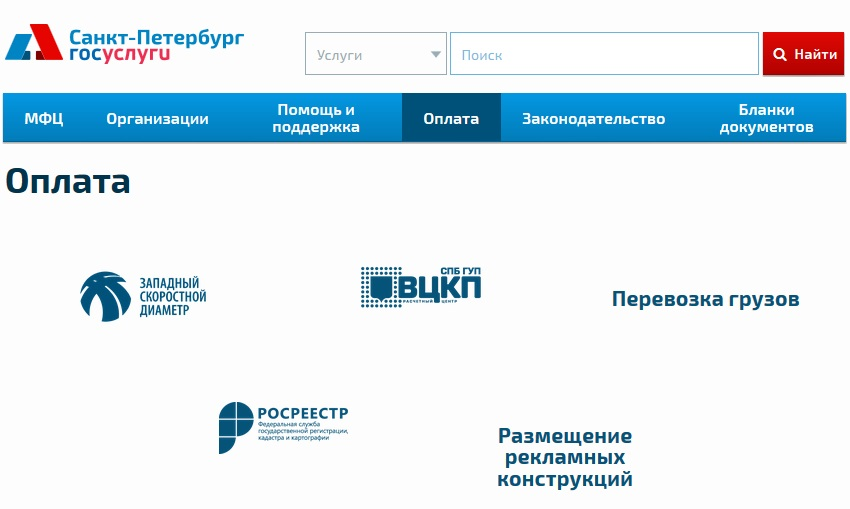 Санкт-Петербург
госуслуги
Услуги
Поиск
Найти
МФЦ
Организации
Помощь и
поддержка
Оплата
Законодательство
Бланки
документов
Оплата
ЗАПАДНЫЙ
СКОРОСТНОЙ
ДИАМЕТР
СПБ ГУП
ВЦКП
РАСЧЕТНЫЙ ЦЕНТР
Перевозка грузов
РОСРЕЕСТР
Федеральная служба
государственной регистрации,
кадастра и картографии
Размещение
рекламных
конструкций